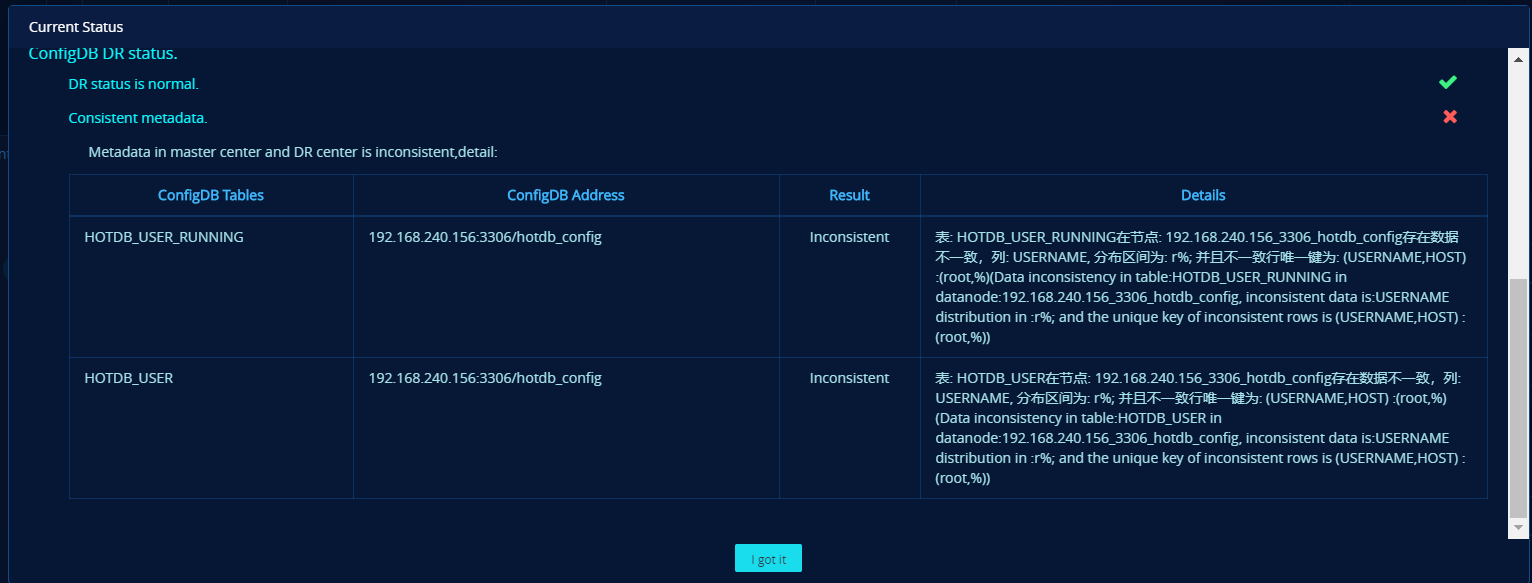 Current Status
ConfigDB DR status.
DR status is normal.
Consistent metadata.
Metadata in master center and DR center is inconsistent,detail:
ConfigDB Tables ConfigDB Address Result Details
HOTDB_USER_RUNNING 192.168.240.156:3306/hotdb_config Inconsistent 表: HOTDB_USER_RUNNING在节点: 192.168.240.156_3306_hotdb_config存在数据
不一致，列: USERNAME, 分布区间为: r%; 并且不一致行唯一键为: (USERNAME,HOST)
:(root,%)(Data inconsistency in table:HOTDB_USER_RUNNING in
datanode:192.168.240.156_3306_hotdb_config, inconsistent data is:USERNAME
distribution in :r%; and the unique key of inconsistent rows is (USERNAME,HOST) :
(root,%))
HOTDB_USER 192.168.240.156:3306/hotdb_config Inconsistent 表: HOTDB_USER在节点: 192.168.240.156_3306_hotdb_config存在数据不一致，列:
USERNAME, 分布区间为: r%; 并且不一致行唯一键为: (USERNAME,HOST) :(root,%)
(Data inconsistency in table:HOTDB_USER in
datanode:192.168.240.156_3306_hotdb_config, inconsistent data is:USERNAME
distribution in :r%; and the unique key of inconsistent rows is (USERNAME,HOST) :
(root,%))
I got it